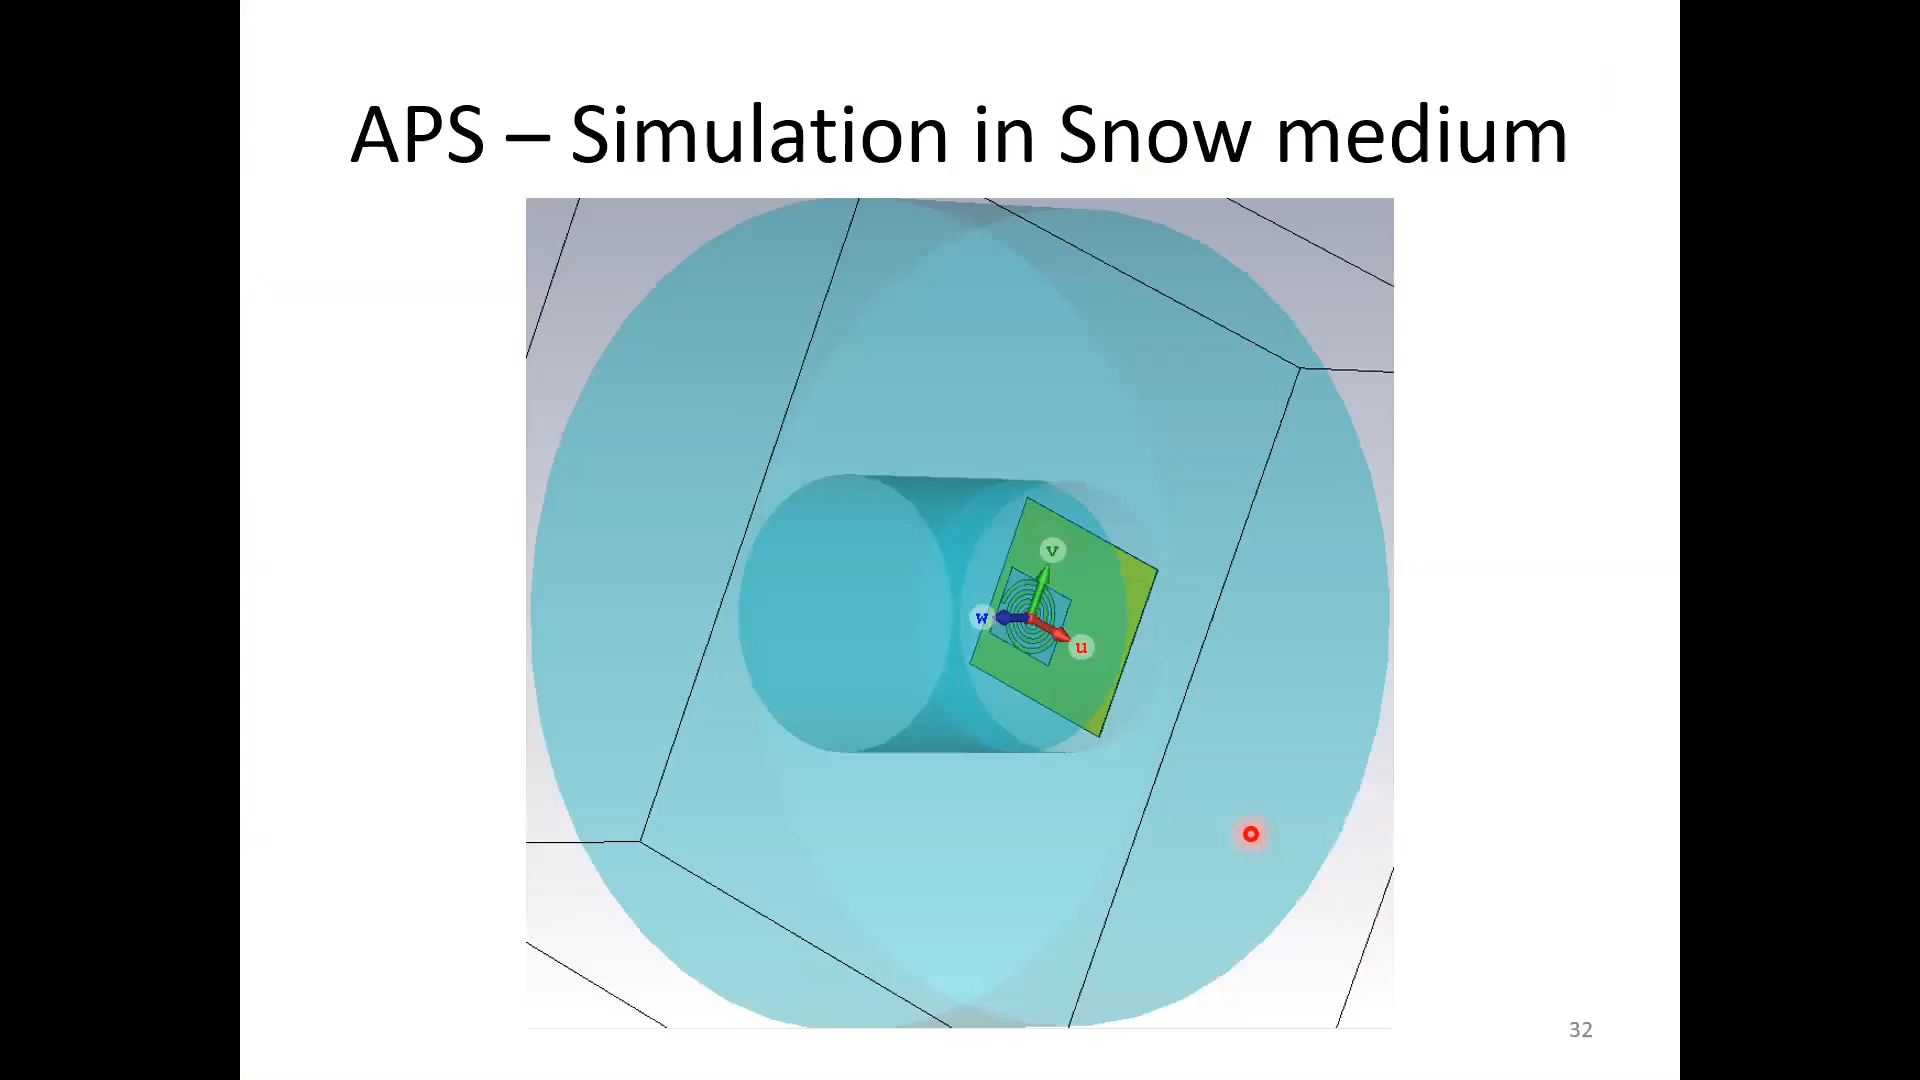 APS – Simulation in Snow medium
v
w
u
32